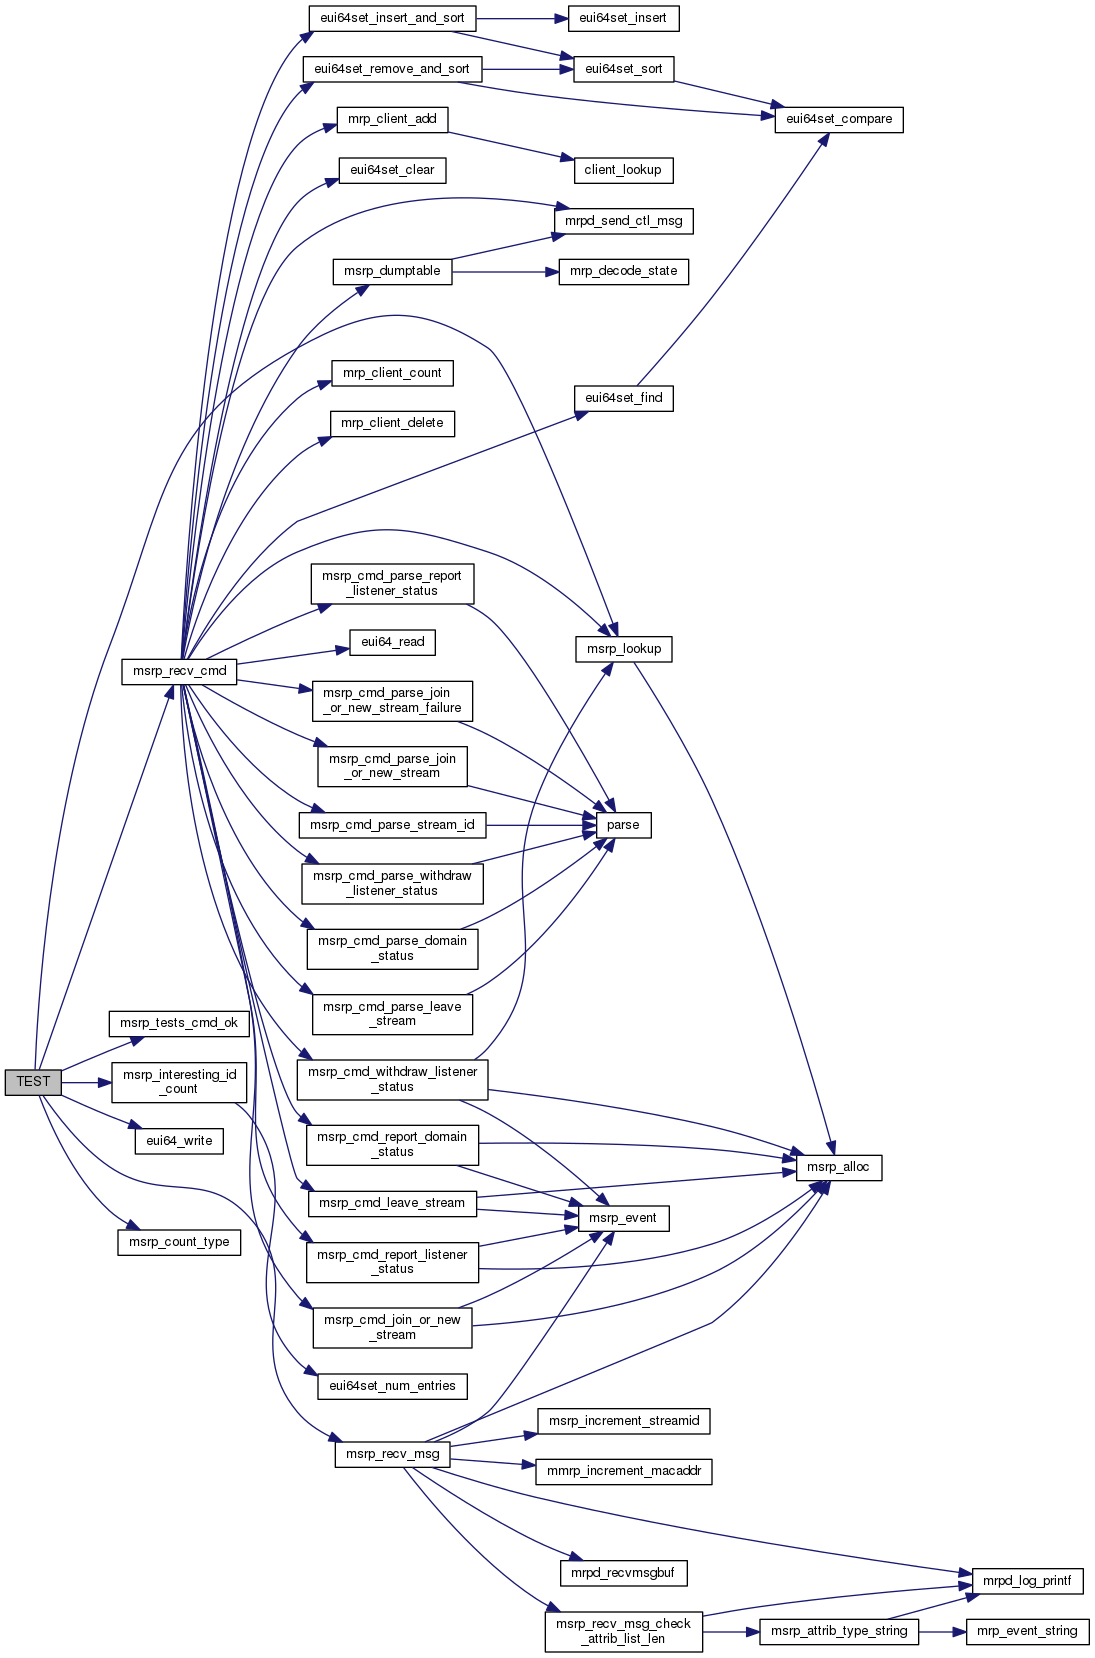 eui64set_insert_and_sort
eui64set_insert
eui64set_remove_and_sort
eui64set_sort
mrp_client_add
eui64set_compare
eui64set_clear
client_lookup
mrpd_send_ctl_msg
msrp_dumptable
mrp_decode_state
mrp_client_count
eui64set_find
mrp_client_delete
msrp_cmd_parse_report
_listener_status
eui64_read
msrp_lookup
msrp_recv_cmd
msrp_cmd_parse_join
_or_new_stream_failure
msrp_cmd_parse_join
_or_new_stream
msrp_cmd_parse_stream_id
parse
msrp_cmd_parse_withdraw
_listener_status
msrp_cmd_parse_domain
_status
msrp_cmd_parse_leave
_stream
msrp_tests_cmd_ok
TEST
msrp_interesting_id
_count
msrp_cmd_withdraw_listener
_status
eui64_write
msrp_cmd_report_domain
_status
msrp_alloc
msrp_cmd_leave_stream
msrp_event
msrp_count_type
msrp_cmd_report_listener
_status
msrp_cmd_join_or_new
_stream
eui64set_num_entries
msrp_increment_streamid
msrp_recv_msg
mmrp_increment_macaddr
mrpd_recvmsgbuf
mrpd_log_printf
msrp_recv_msg_check
_attrib_list_len
msrp_attrib_type_string
mrp_event_string